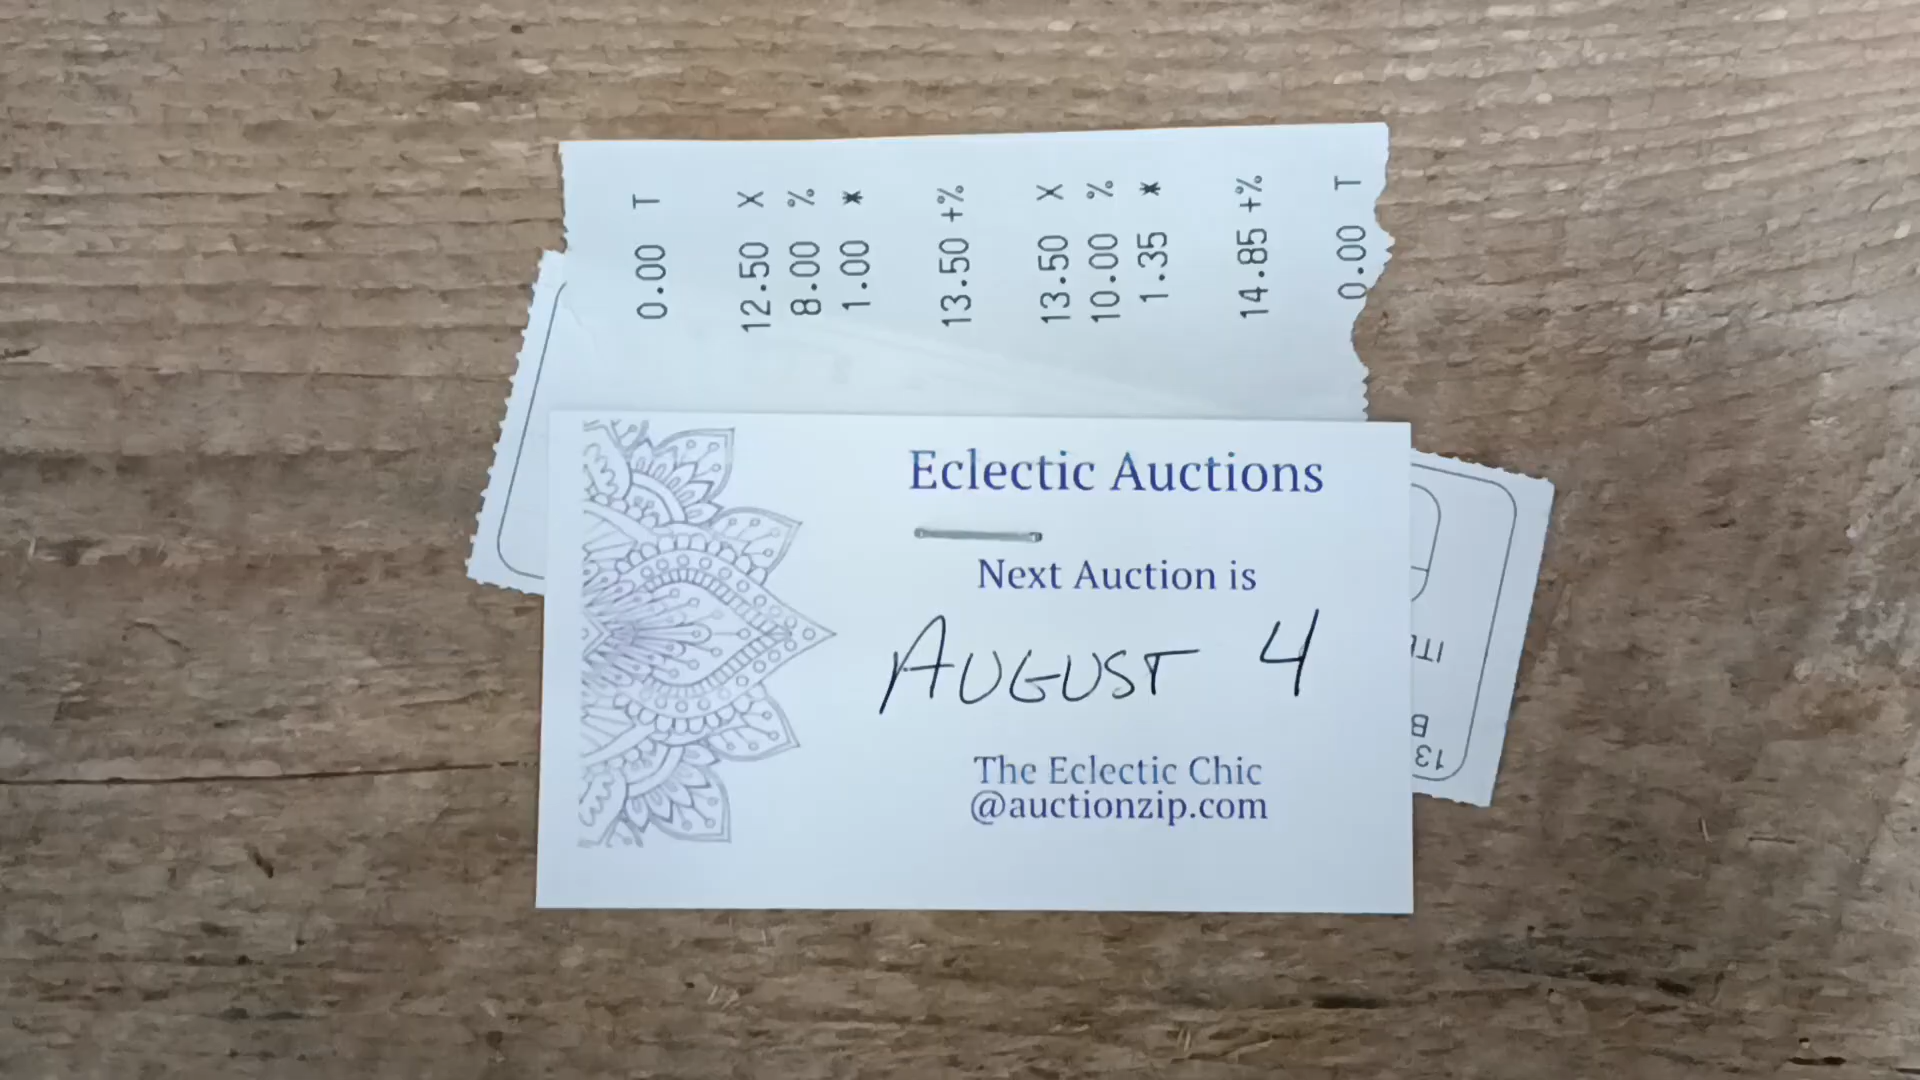 0.00 T
12.50 X
8.00 %
1.00 *
13.50 +%
13.50 X
10.00 %
1.35 *
14.85 +%
0.00 T
Eclectic Auctions
Next Auction is
AUGUST 4
The Eclectic Chic
@auctionzip.com
B
13